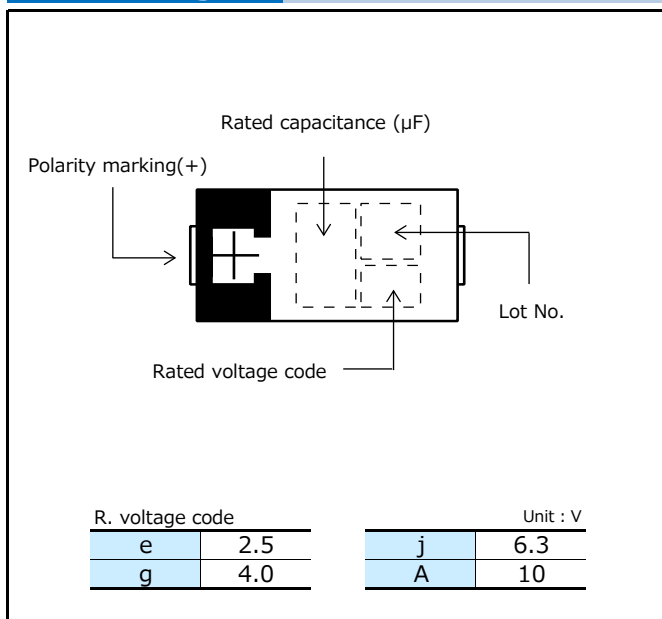 Rated capacitance (µF)
Polarity marking(+)
Lot No.
Rated voltage code
R. voltage code
Unit : V
e 2.5 j 6.3
g 4.0 A 10